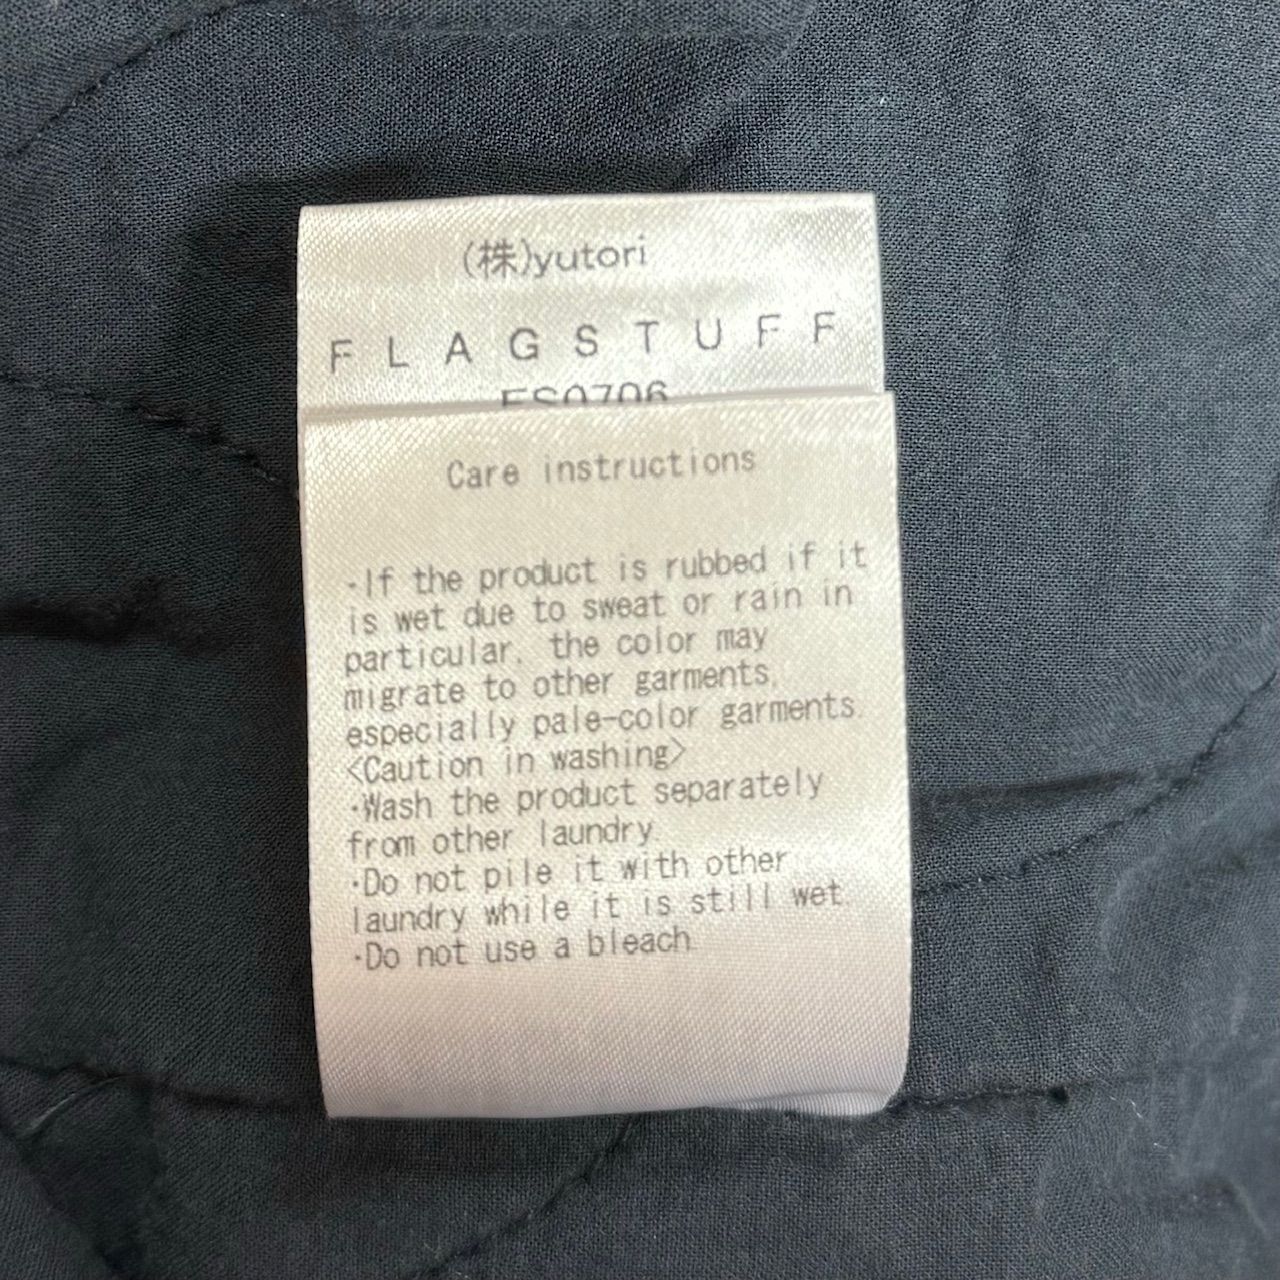 (株)yutori
FLAGSTUFF
FS0706
Care instructions
・If the product is rubbed if it
is wet due to sweat or rain in
particular, the color may
migrate to other garments,
especially pale-color garments.
<Caution in washing>
・Wash the product separately
from other laundry.
・Do not pile it with other
laundry while it is still wet.
・Do not use a bleach.